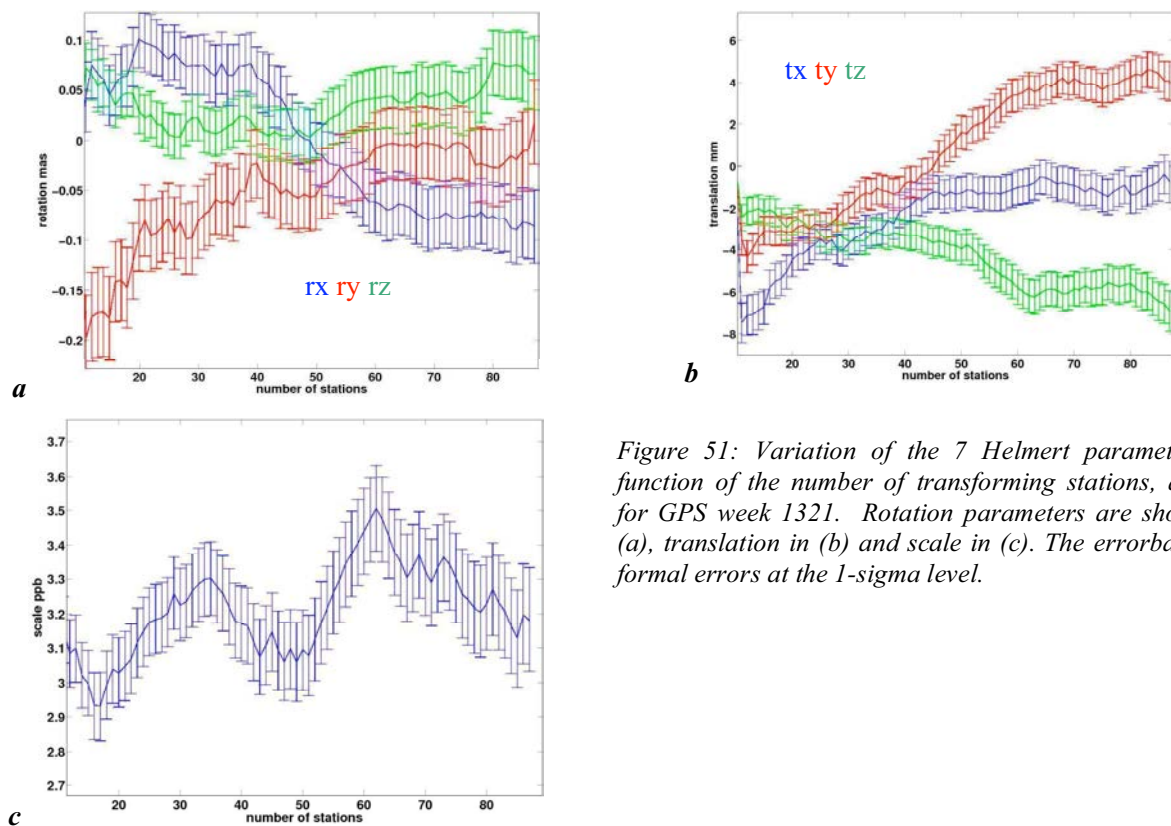 0.1
0.05
0
−0.05
−0.1
−0.15
−0.2
rotation mas
rx ry rz
20 30 40 50 60 70 80
number of stations
a
6
4
2
0
−2
−4
−6
−8
translation mm
tx ty tz
20 30 40 50 60 70 80
number of stations
b
3.7
3.6
3.5
3.4
3.3
3.2
3.1
3
2.9
2.8
2.7
scale ppb
20 30 40 50 60 70 80
number of stations
c
Figure 51: Variation of the 7 Helmert paramet
function of the number of transforming stations,
for GPS week 1321. Rotation parameters are sho
(a), translation in (b) and scale in (c). The errorba
formal errors at the 1-sigma level.